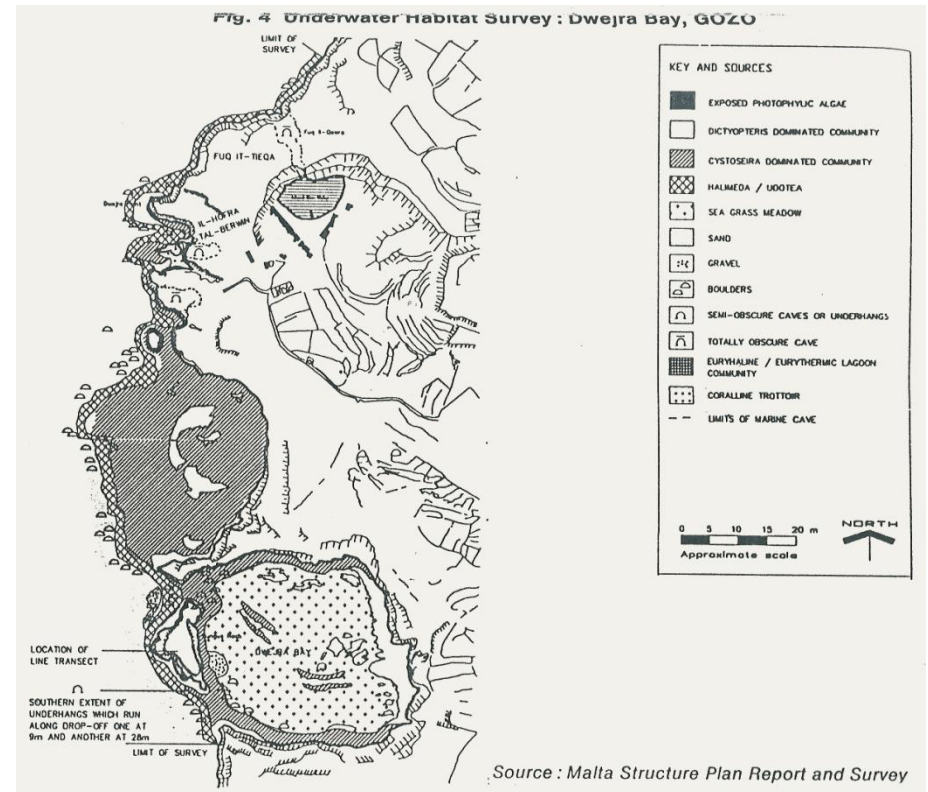 Fig. 4 Underwater Habitat Survey : Dwejra Bay, GOZO
LIMIT OF
SURVEY
Fuq il-Qawra
FUQ IT-TIEQA
IL-HOFRA
TAL-BERWAN
DWEJRA BAY
LOCATION OF
LINE TRANSECT
SOUTHERN EXTENT OF
UNDERHANGS WHICH RUN
ALONG DROP-OFF ONE AT
9m AND ANOTHER AT 28m
LIMIT OF SURVEY
KEY AND SOURCES
EXPOSED PHOTOPHYLIC ALGAE
DICTYOPTERIS DOMINATED COMMUNITY
CYSTOSEIRA DOMINATED COMMUNITY
HALIMEDA / UDOTEA
SEA GRASS MEADOW
SAND
GRAVEL
BOULDERS
SEMI-OBSCURE CAVES OR UNDERHANGS
TOTALLY OBSCURE CAVE
EURYHALINE / EURYTHERMIC LAGOON
COMMUNITY
CORALLINE TROTTOIR
LIMITS OF MARINE CAVE
0 5 10 15 20 m
Approximate scale
NORTH
Source : Malta Structure Plan Report and Survey